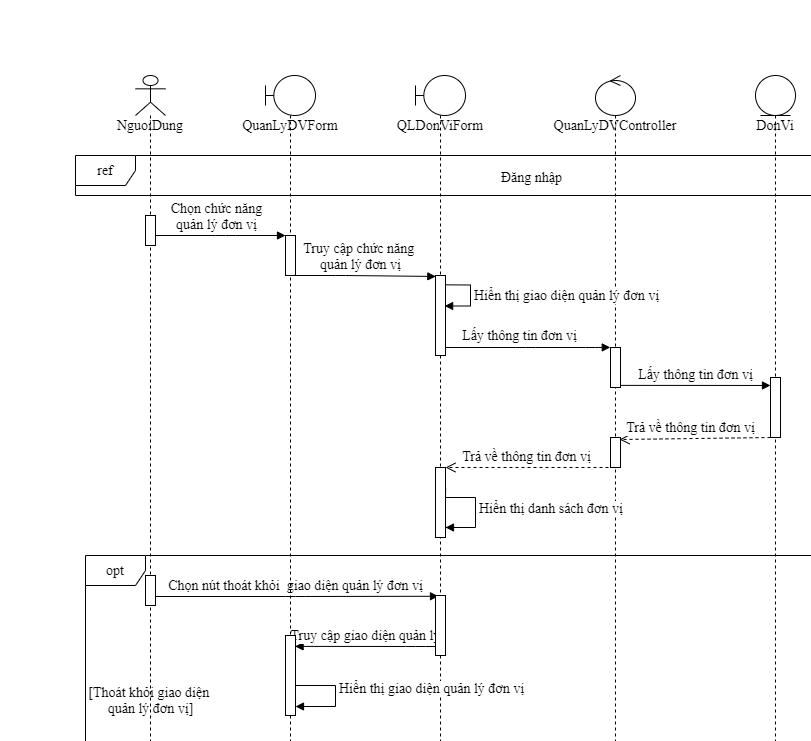 NguoiDung
QuanLyDVForm
QLDonViForm
QuanLyDVController
DonVi
ref
Đăng nhập
Chọn chức năng
quản lý đơn vị
Truy cập chức năng
quản lý đơn vị
Hiển thị giao diện quản lý đơn vị
Lấy thông tin đơn vị
Lấy thông tin đơn vị
Trả về thông tin đơn vị
Trả về thông tin đơn vị
Hiển thị danh sách đơn vị
opt
Chọn nút thoát khỏi giao diện quản lý đơn vị
Truy cập giao diện quản
Hiển thị giao diện quản lý đơn vị
[Thoát khỏi giao diện
quản lý đơn vị]